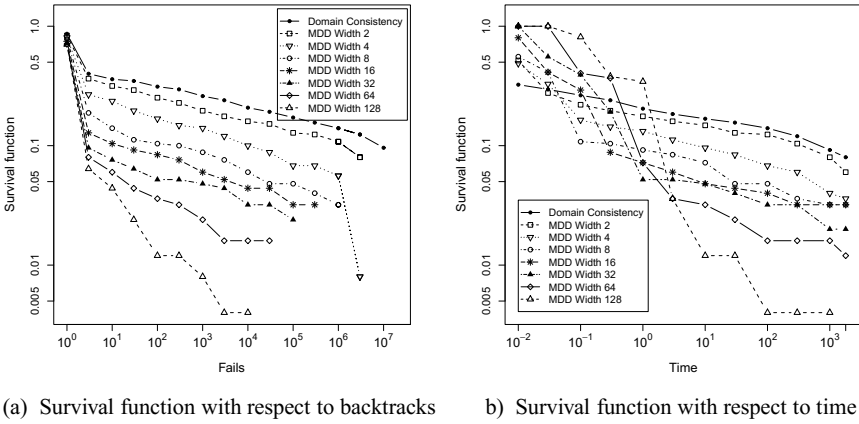 Survival function
1.0
0.5
0.1
0.05
0.01
0.005
Domain Consistency
MDD Width 2
MDD Width 4
MDD Width 8
MDD Width 16
MDD Width 32
MDD Width 64
MDD Width 128
10^0 10^1 10^2 10^3 10^4 10^5 10^6 10^7
Fails
(a) Survival function with respect to backtracks
Survival function
1.0
0.5
0.1
0.05
0.01
0.005
Domain Consistency
MDD Width 2
MDD Width 4
MDD Width 8
MDD Width 16
MDD Width 32
MDD Width 64
MDD Width 128
10^−2 10^−1 10^0 10^1 10^2 10^3
Time
b) Survival function with respect to time